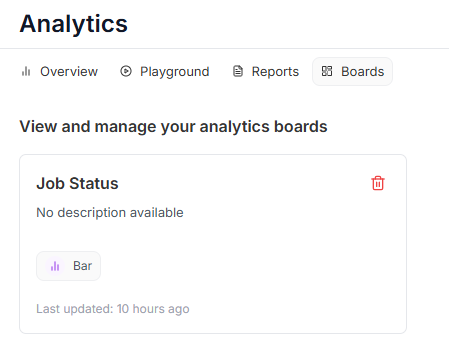 Analytics
Overview Playground Reports Boards
View and manage your analytics boards
Job Status
No description available
Bar
Last updated: 10 hours ago